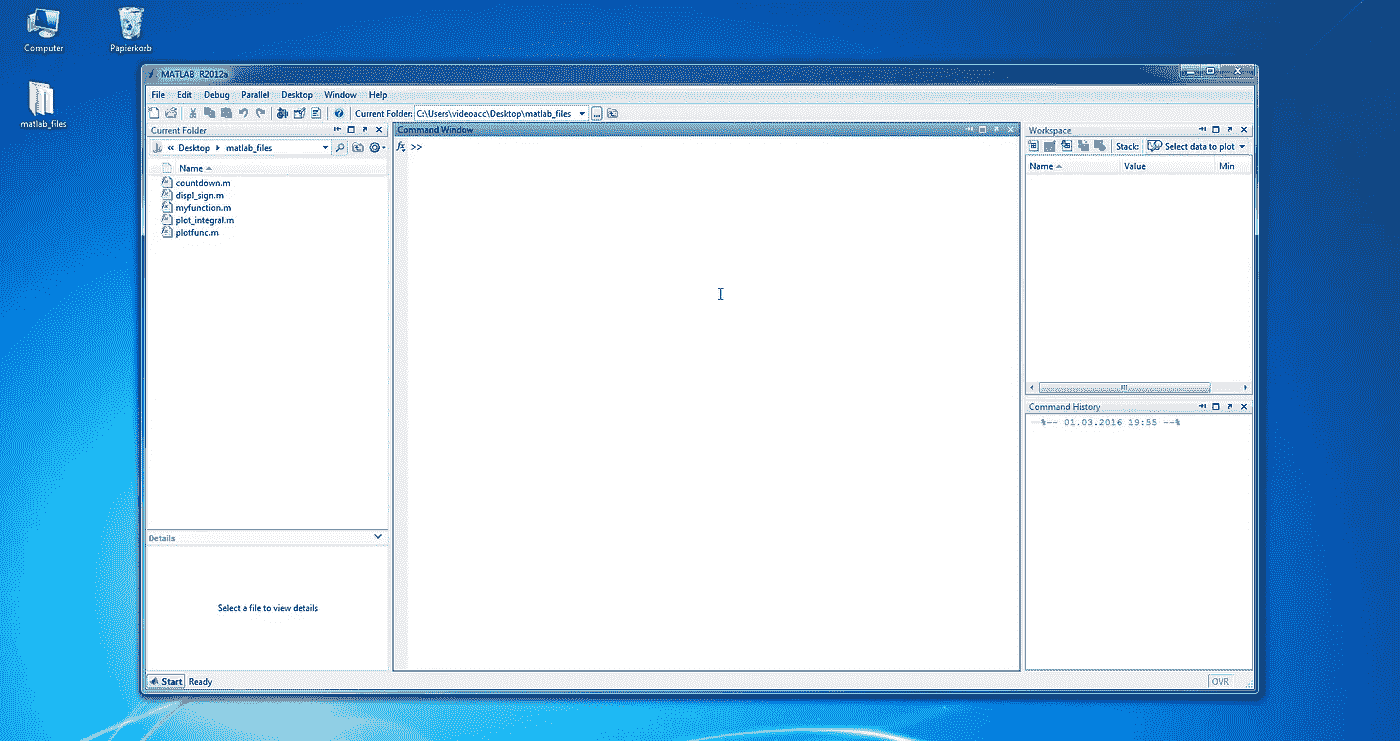 Computer
Papierkorb
matlab_files
MATLAB R2012a
File Edit Debug Parallel Desktop Window Help
Current Folder: C:\Users\videoacc\Desktop\matlab_files ...
Current Folder
« Desktop matlab_files
Name
countdown.m
displ_sign.m
myfunction.m
plot_integral.m
plotfunc.m
Details
Select a file to view details
Command Window
fx >>
Workspace
Stack: Select data to plot
Name Value Min
Command History
%-- 01.03.2016 19:55 --%
Start Ready
OVR